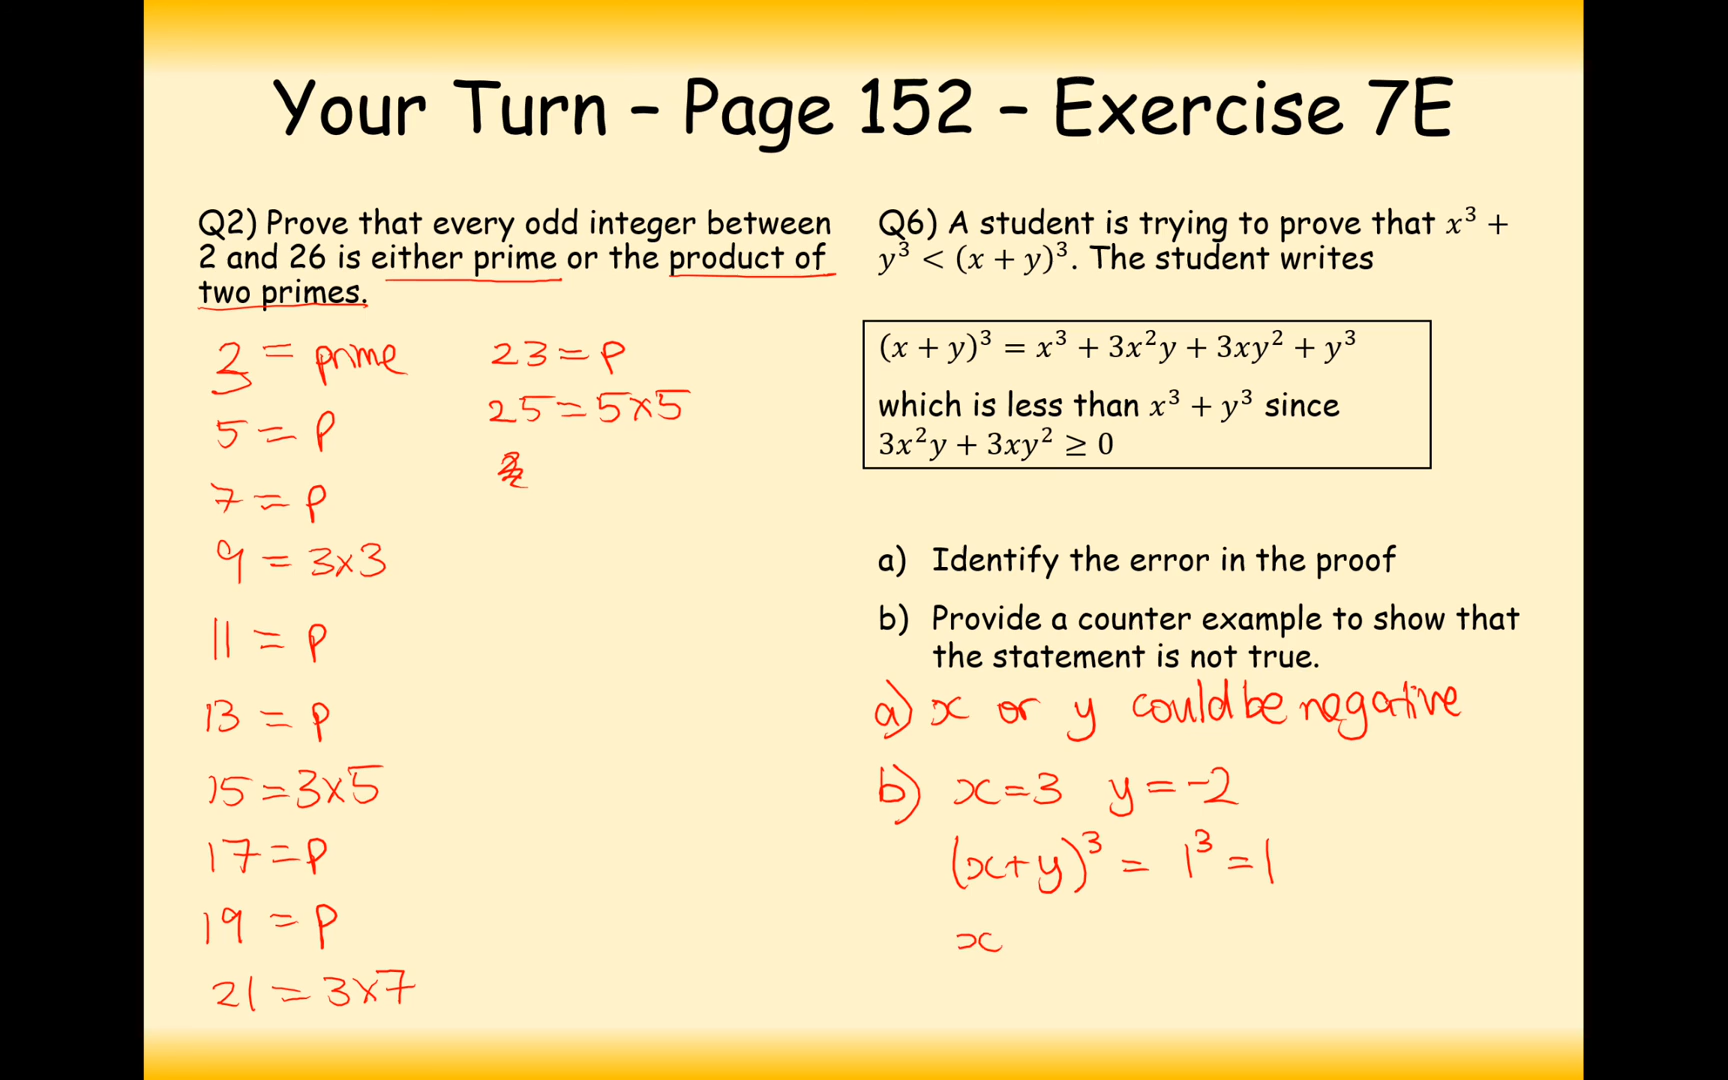 Your Turn – Page 152 – Exercise 7E
Q2) Prove that every odd integer between
2 and 26 is either prime or the product of
two primes.
3 = prime
5 = P
7 = P
9 = 3x3
11 = P
13 = P
15 = 3x5
17 = P
19 = P
21 = 3x7
23 = P
25 = 5x5
Q6) A student is trying to prove that x³ +
y³ < (x + y)³. The student writes
(x + y)³ = x³ + 3x²y + 3xy² + y³
which is less than x³ + y³ since
3x²y + 3xy² ≥ 0
a) Identify the error in the proof
b) Provide a counter example to show that
the statement is not true.
a) x or y could be negative
b) x=3 y=-2
(x+y)³ = 1³ = 1
x